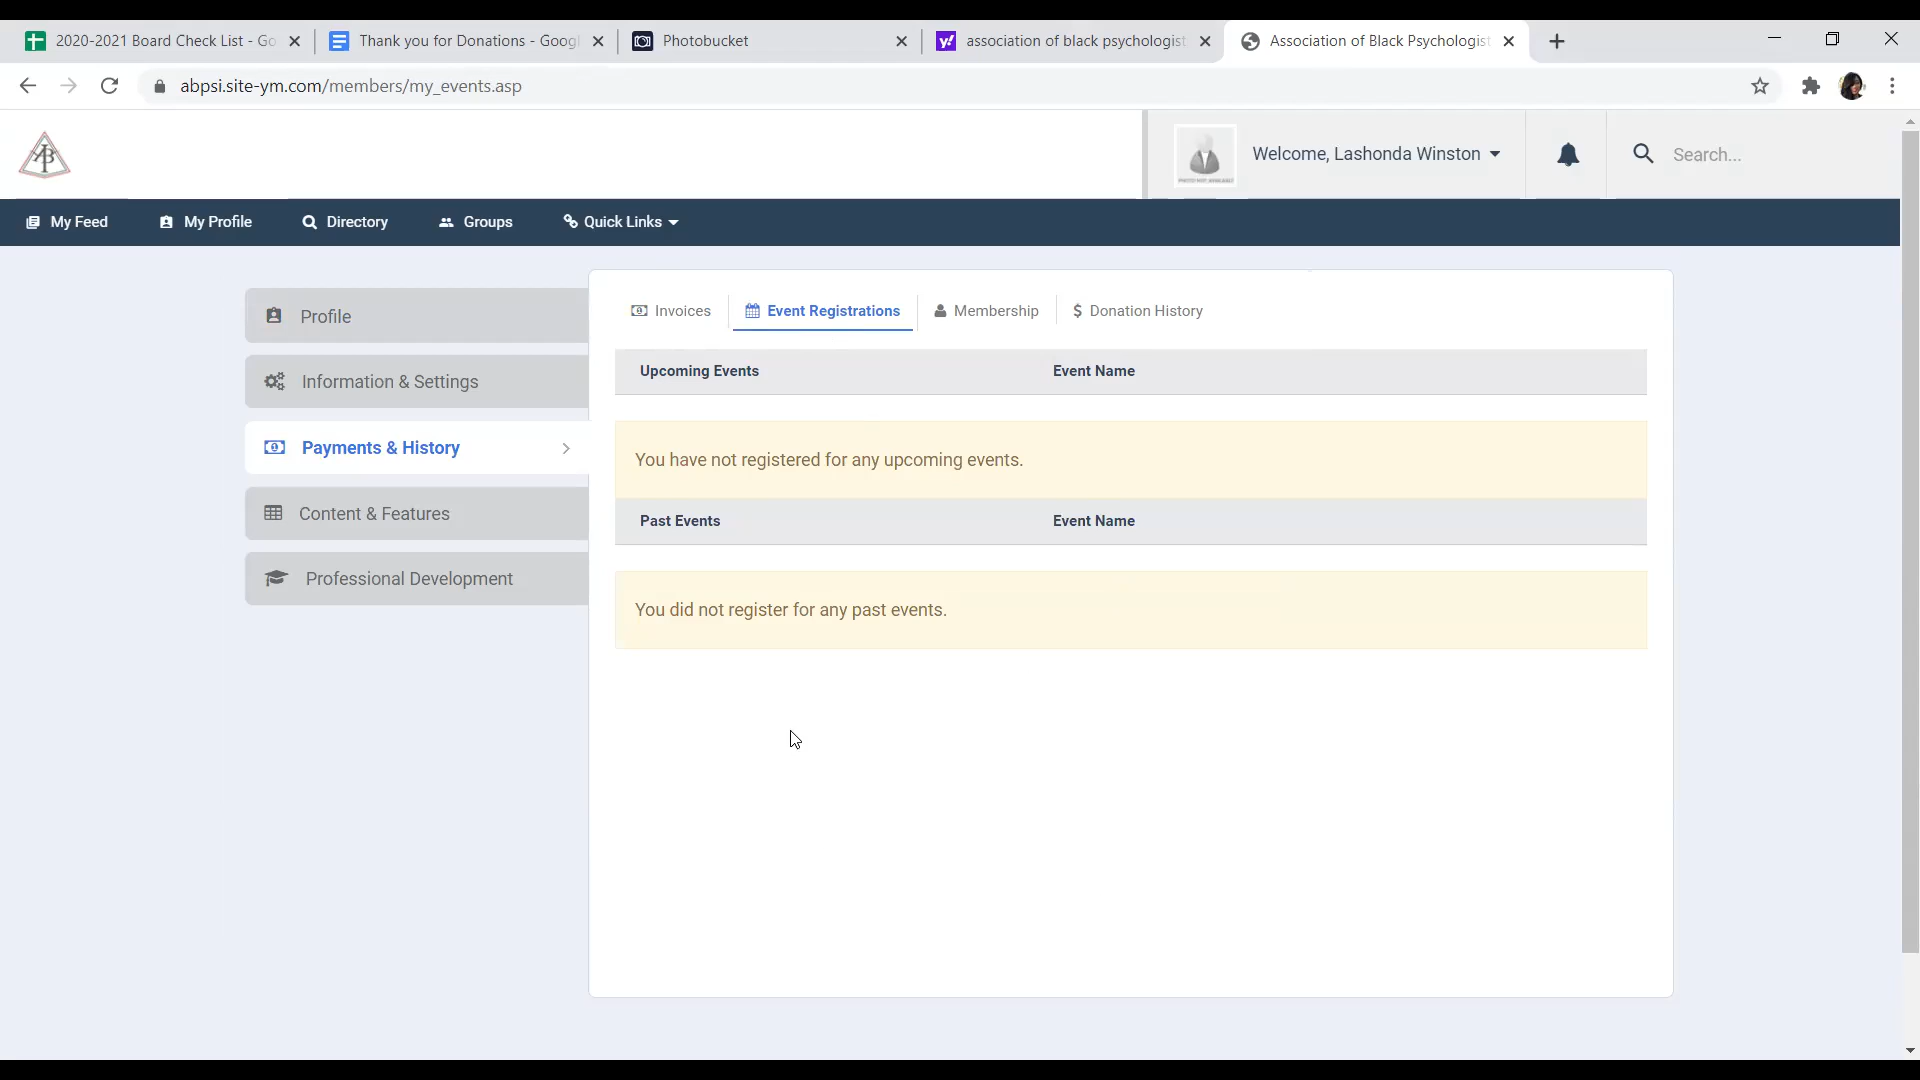 2020-2021 Board Check List - Go
Thank you for Donations - Googl
Photobucket
association of black psychologist
Association of Black Psychologist
abpsi.site-ym.com/members/my_events.asp
Welcome, Lashonda Winston
Search...
My Feed
My Profile
Directory
Groups
Quick Links
Profile
Information & Settings
Payments & History
Content & Features
Professional Development
Invoices
Event Registrations
Membership
Donation History
Upcoming Events Event Name
You have not registered for any upcoming events.
Past Events Event Name
You did not register for any past events.